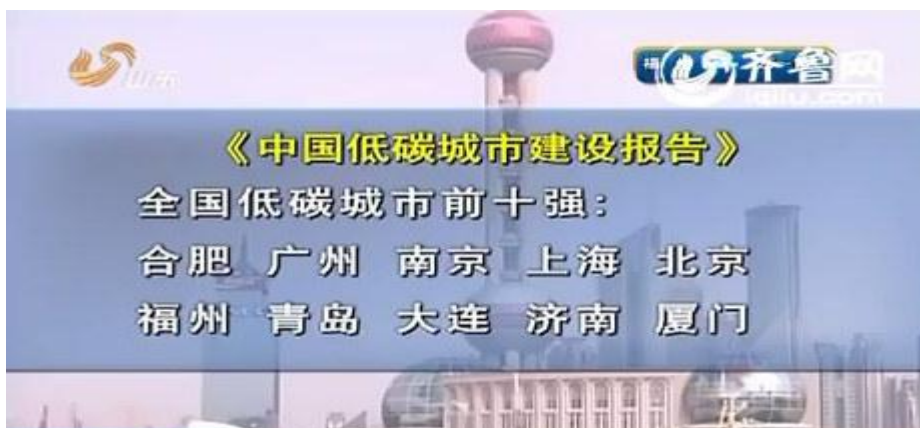 山东
齐鲁网
iqilu.com
《中国低碳城市建设报告》
全国低碳城市前十强:
合肥 广州 南京 上海 北京
福州 青岛 大连 济南 厦门